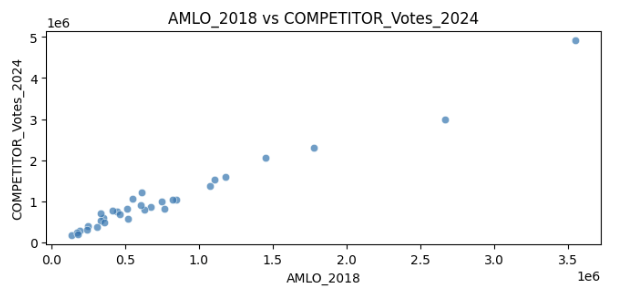 AMLO_2018 vs COMPETITOR_Votes_2024
1e6
5
4
3
2
1
0
COMPETITOR_Votes_2024
0.0 0.5 1.0 1.5 2.0 2.5 3.0 3.5
1e6
AMLO_2018